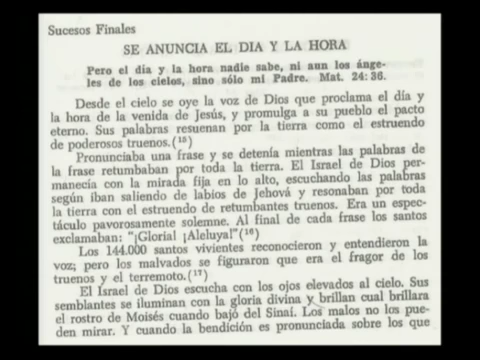 Sucesos Finales
SE ANUNCIA EL DIA Y LA HORA
Pero el día y la hora nadie sabe, ni aun los ánge-
les de los cielos, sino sólo mi Padre. Mat. 24:36.
Desde el cielo se oye la voz de Dios que proclama el día y
la hora de la venida de Jesús, y promulga a su pueblo el pacto
eterno. Sus palabras resuenan por la tierra como el estruendo
de poderosos truenos.(15)
Pronunciaba una frase y se detenía mientras las palabras de
la frase retumbaban por toda la tierra. El Israel de Dios per-
manecía con la mirada fija en lo alto, escuchando las palabras
según iban saliendo de labios de Jehová y resonaban por toda
la tierra con el estruendo de retumbantes truenos. Era un espec-
táculo pavorosamente solemne. Al final de cada frase los santos
exclamaban: "¡Gloria! ¡Aleluya!"(16)
Los 144.000 santos vivientes reconocieron y entendieron la
voz; pero los malvados se figuraron que era el fragor de los
truenos y el terremoto.(17)
El Israel de Dios escucha con los ojos elevados al cielo. Sus
semblantes se iluminan con la gloria divina y brillan cual brillara
el rostro de Moisés cuando bajó del Sinaí. Los malos no los pue-
den mirar. Y cuando la bendición es pronunciada sobre los que